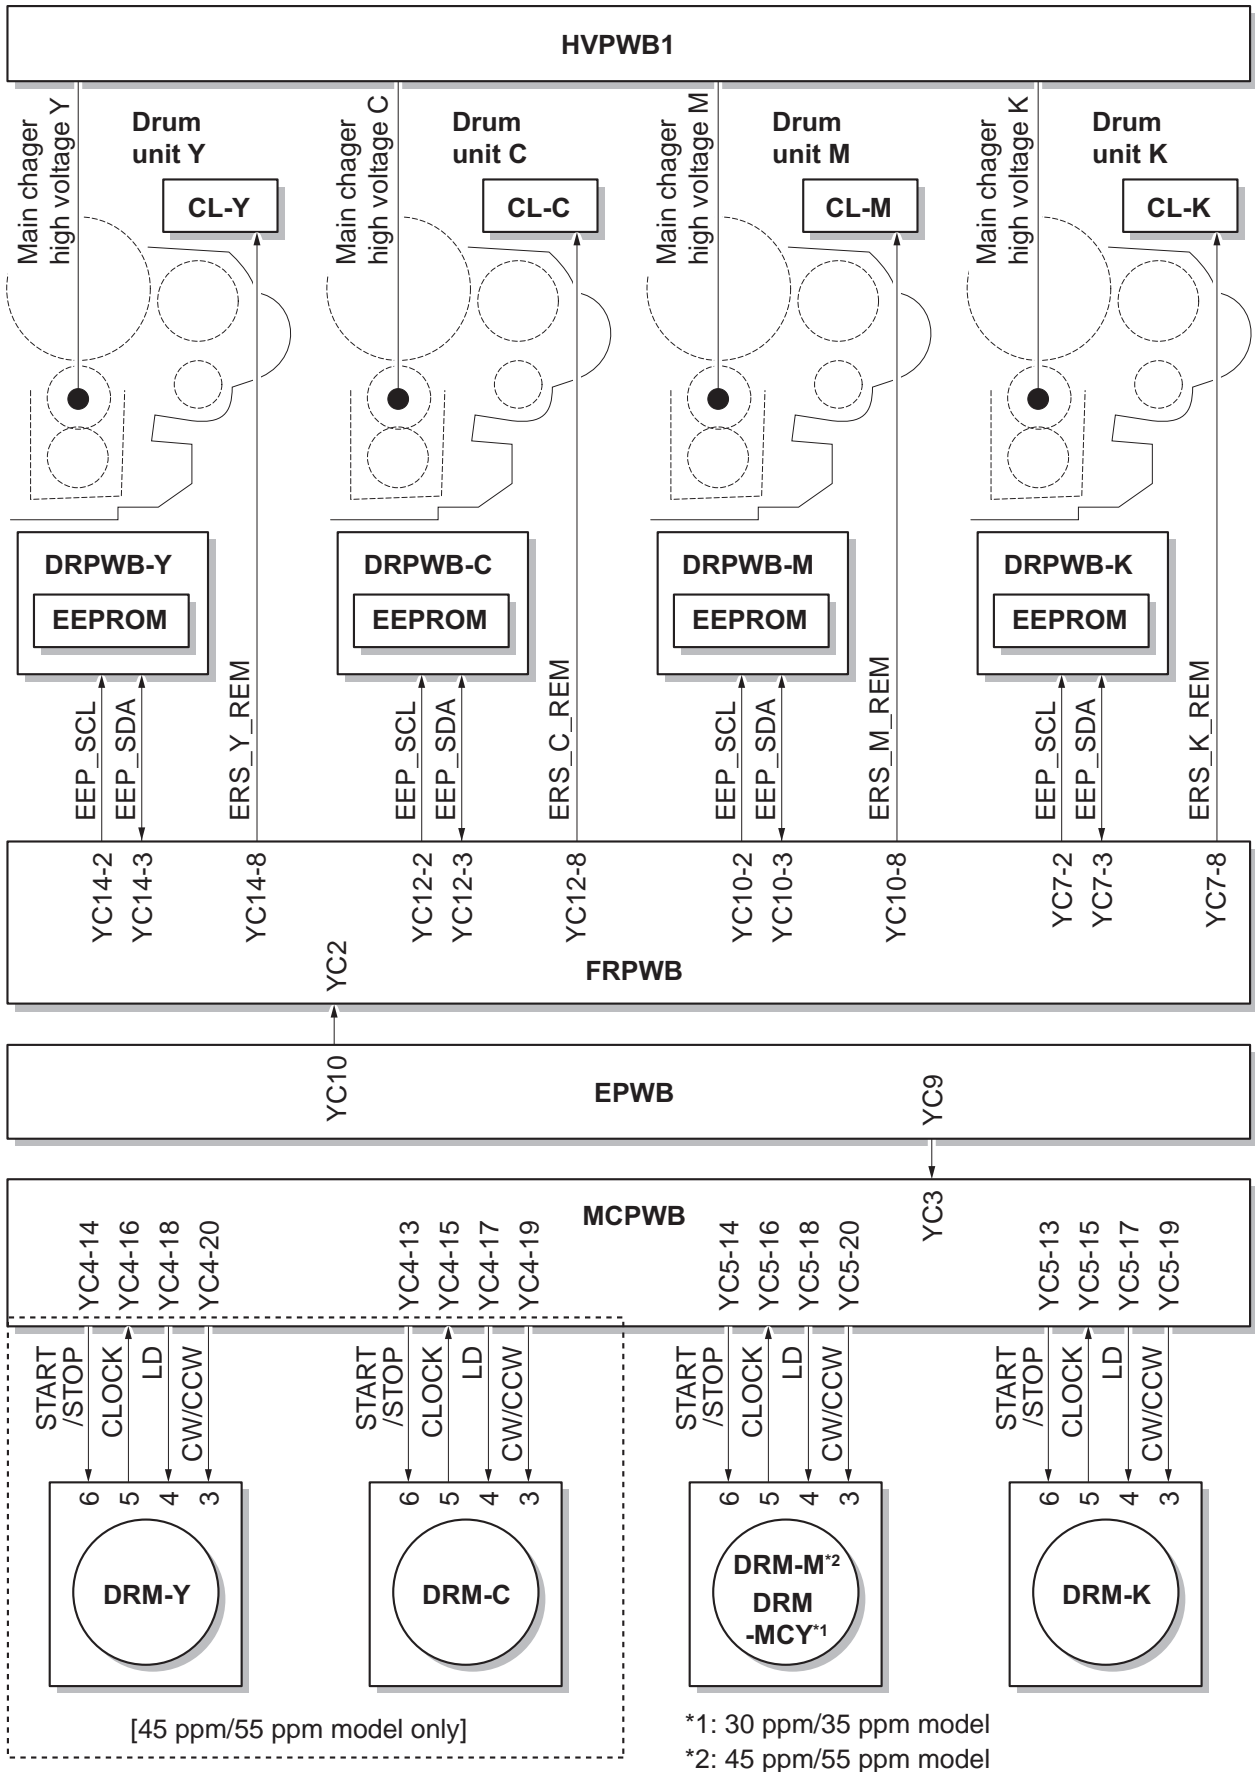 HVPWB1
Main chager
high voltage Y
Drum
unit Y
CL-Y
Main chager
high voltage C
Drum
unit C
CL-C
Main chager
high voltage M
Drum
unit M
CL-M
Main chager
high voltage K
Drum
unit K
CL-K
DRPWB-Y
EEPROM
DRPWB-C
EEPROM
DRPWB-M
EEPROM
DRPWB-K
EEPROM
EEP_SCL
EEP_SDA
ERS_Y_REM
EEP_SCL
EEP_SDA
ERS_C_REM
EEP_SCL
EEP_SDA
ERS_M_REM
EEP_SCL
EEP_SDA
ERS_K_REM
YC14-2
YC14-3
YC14-8
YC12-2
YC12-3
YC12-8
YC10-2
YC10-3
YC10-8
YC7-2
YC7-3
YC7-8
YC2
FRPWB
YC10
EPWB
YC9
MCPWB
YC3
YC4-14
YC4-16
YC4-18
YC4-20
YC4-13
YC4-15
YC4-17
YC4-19
YC5-14
YC5-16
YC5-18
YC5-20
YC5-13
YC5-15
YC5-17
YC5-19
START
/STOP
CLOCK
LD
CW/CCW
START
/STOP
CLOCK
LD
CW/CCW
START
/STOP
CLOCK
LD
CW/CCW
START
/STOP
CLOCK
LD
CW/CCW
6
5
4
3
6
5
4
3
6
5
4
3
6
5
4
3
DRM-Y
DRM-C
DRM-M*2
DRM
-MCY*1
DRM-K
[45 ppm/55 ppm model only]
*1: 30 ppm/35 ppm model
*2: 45 ppm/55 ppm model